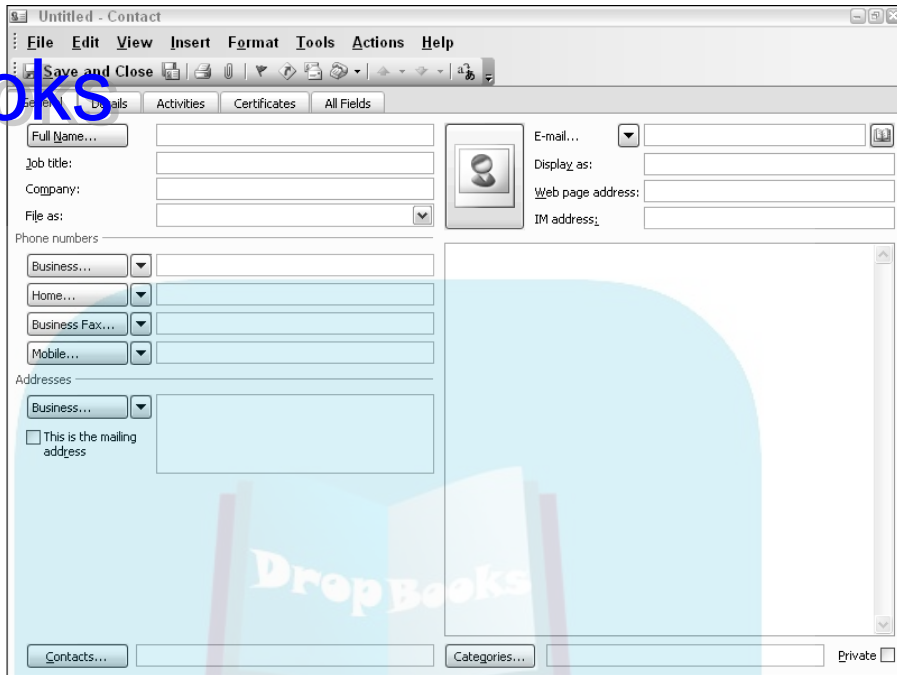 Untitled - Contact
File Edit View Insert Format Tools Actions Help
Save and Close
oks
General Details Activities Certificates All Fields
Full Name...
Job title:
Company:
File as:
E-mail...
Display as:
Web page address:
IM address:
Phone numbers
Business...
Home...
Business Fax...
Mobile...
Addresses
Business...
This is the mailing
address
DropBooks
Contacts...
Categories...
Private